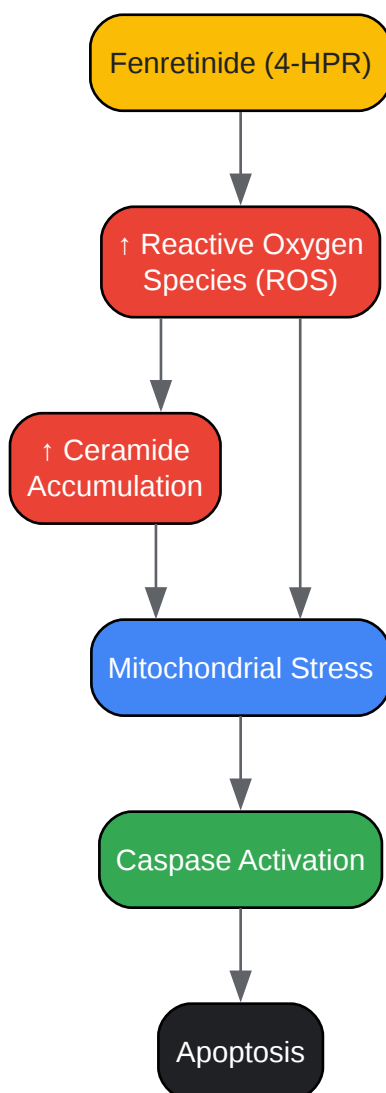 Fenretinide (4-HPR)
↑ Reactive Oxygen
Species (ROS)
↑ Ceramide
Accumulation
Mitochondrial Stress
Caspase Activation
Apoptosis